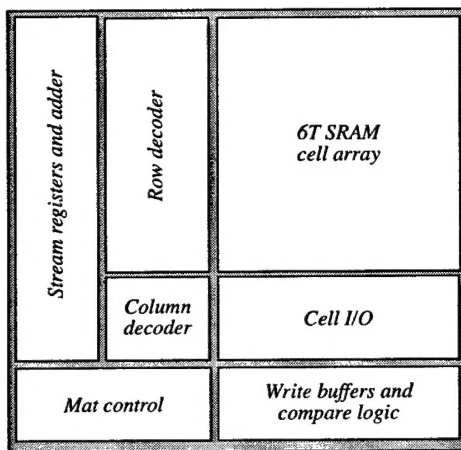 Stream registers and adder
Row decoder
6T SRAM
cell array
Column
decoder
Cell I/O
Mat control
Write buffers and
compare logic